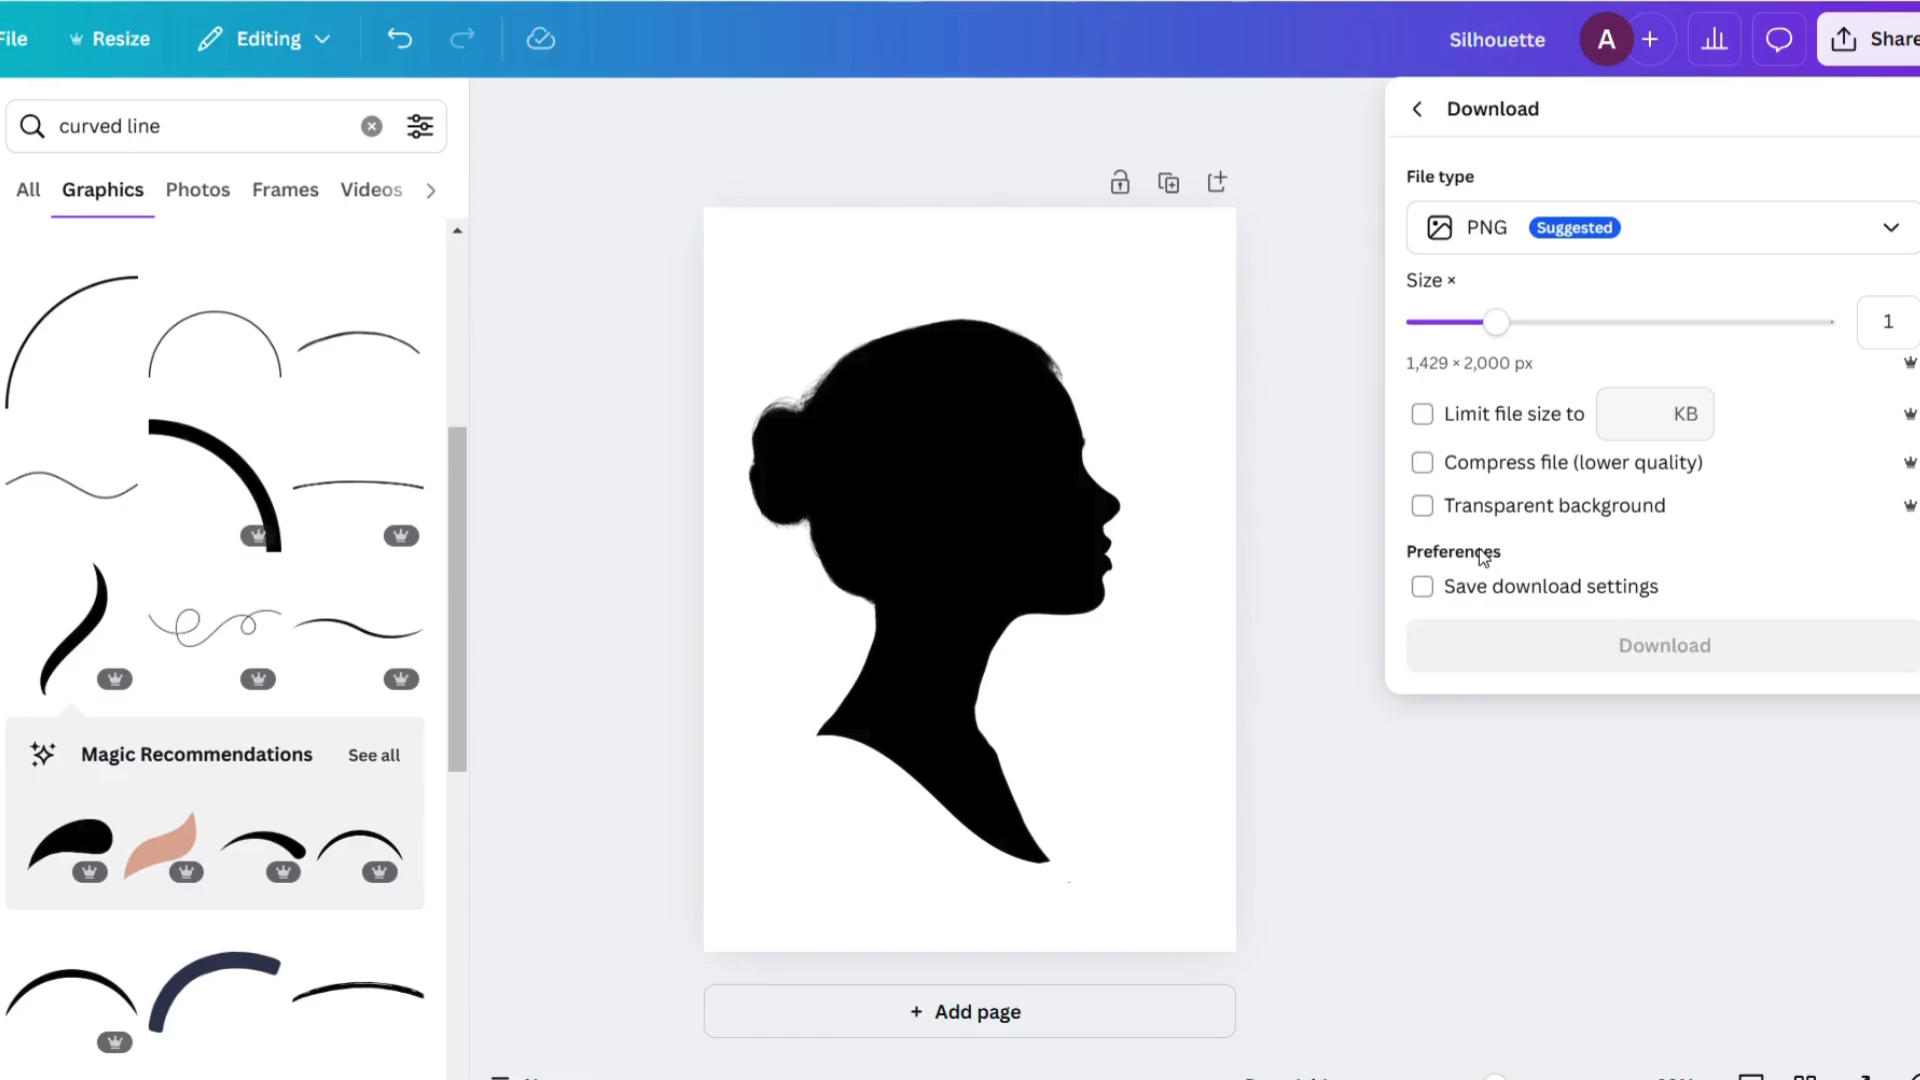 File
Resize
Editing
Silhouette
A
Share
curved line
All
Graphics
Photos
Frames
Videos
Magic Recommendations
See all
+ Add page
Download
File type
PNG
Suggested
Size ×
1
1,429 × 2,000 px
Limit file size to
KB
Compress file (lower quality)
Transparent background
Preferences
Save download settings
Download